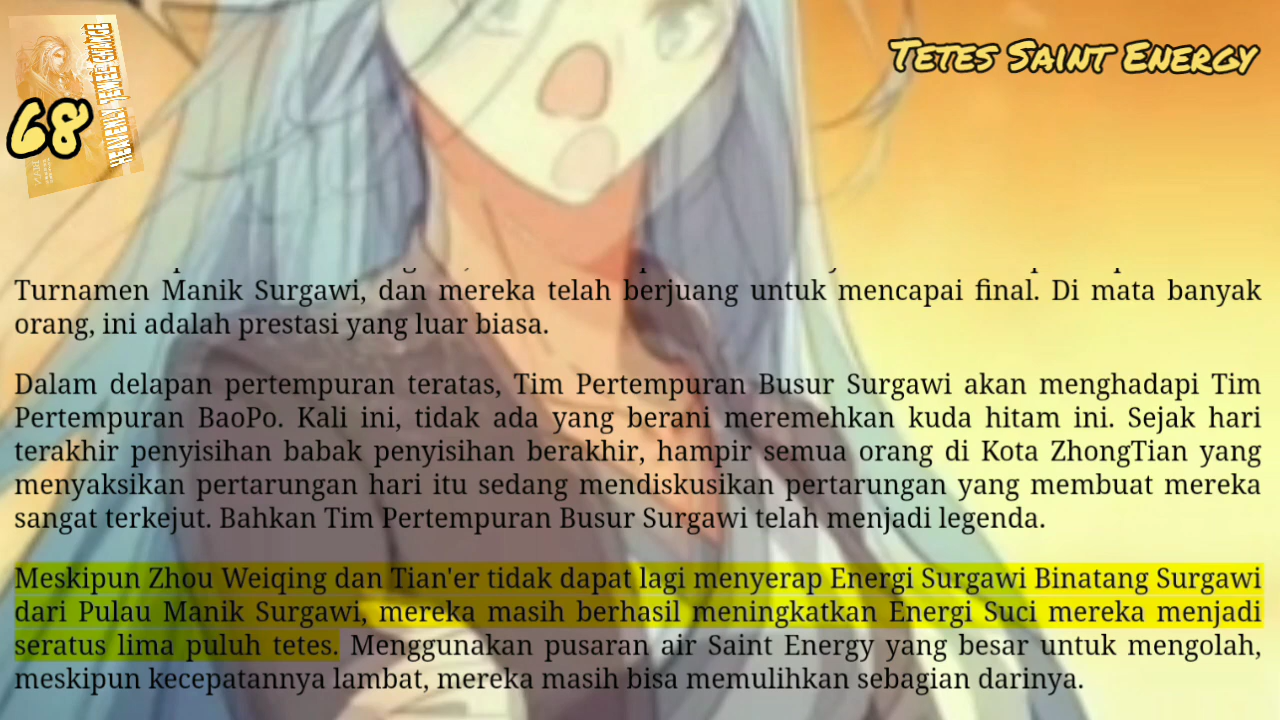 HEAVENLY JEWEL CHANGE
68
TETES SAINT ENERGY
Turnamen Manik Surgawi, dan mereka telah berjuang untuk mencapai final. Di mata banyak
orang, ini adalah prestasi yang luar biasa.
Dalam delapan pertempuran teratas, Tim Pertempuran Busur Surgawi akan menghadapi Tim
Pertempuran BaoPo. Kali ini, tidak ada yang berani meremehkan kuda hitam ini. Sejak hari
terakhir penyisihan babak penyisihan berakhir, hampir semua orang di Kota ZhongTian yang
menyaksikan pertarungan hari itu sedang mendiskusikan pertarungan yang membuat mereka
sangat terkejut. Bahkan Tim Pertempuran Busur Surgawi telah menjadi legenda.
Meskipun Zhou Weiqing dan Tian'er tidak dapat lagi menyerap Energi Surgawi Binatang Surgawi
dari Pulau Manik Surgawi, mereka masih berhasil meningkatkan Energi Suci mereka menjadi
seratus lima puluh tetes. Menggunakan pusaran air Saint Energy yang besar untuk mengolah,
meskipun kecepatannya lambat, mereka masih bisa memulihkan sebagian darinya.